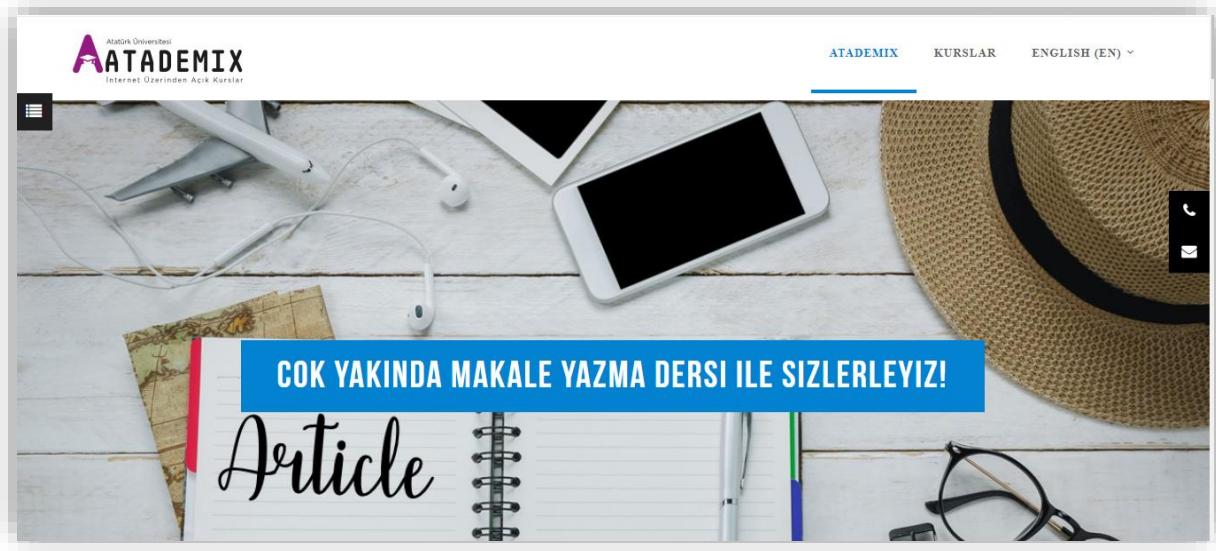 Atatürk Üniversitesi
ATADEMIX
İnternet Üzerinden Açık Kurslar
ATADEMIX KURSLAR ENGLISH (EN)
COK YAKINDA MAKALE YAZMA DERSI ILE SIZLERLEYIZ!
Article